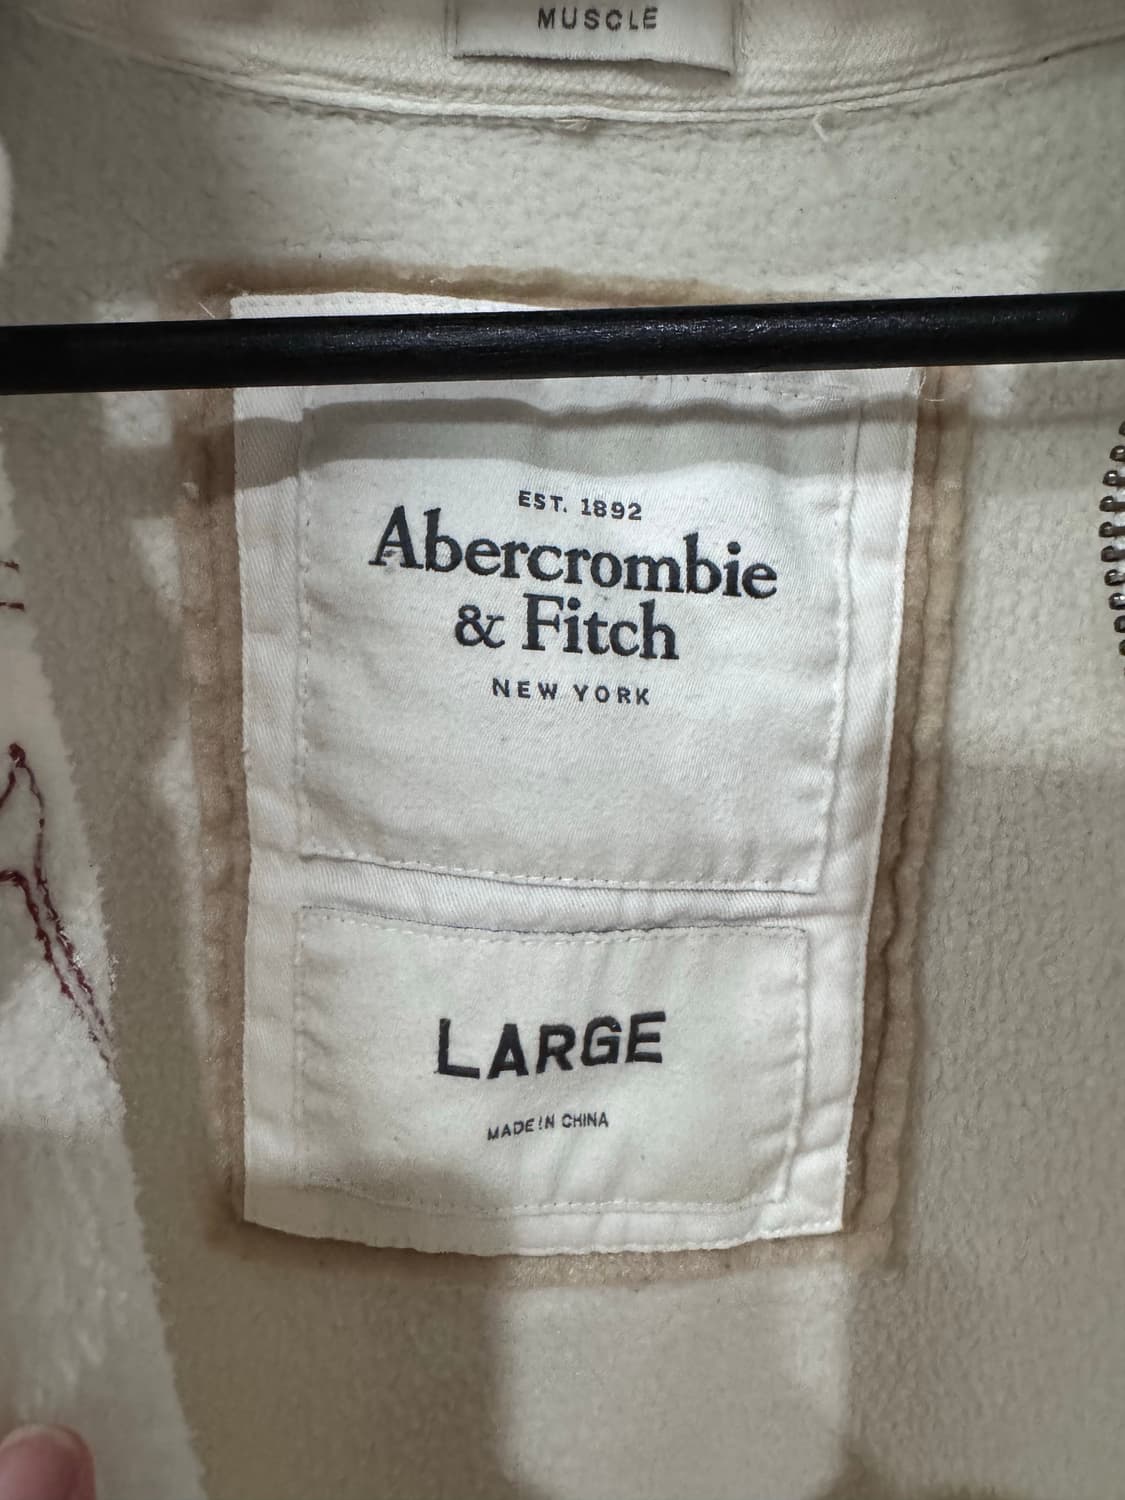 MUSCLE
EST. 1892
Abercrombie
& Fitch
NEW YORK
LARGE
MADE IN CHINA